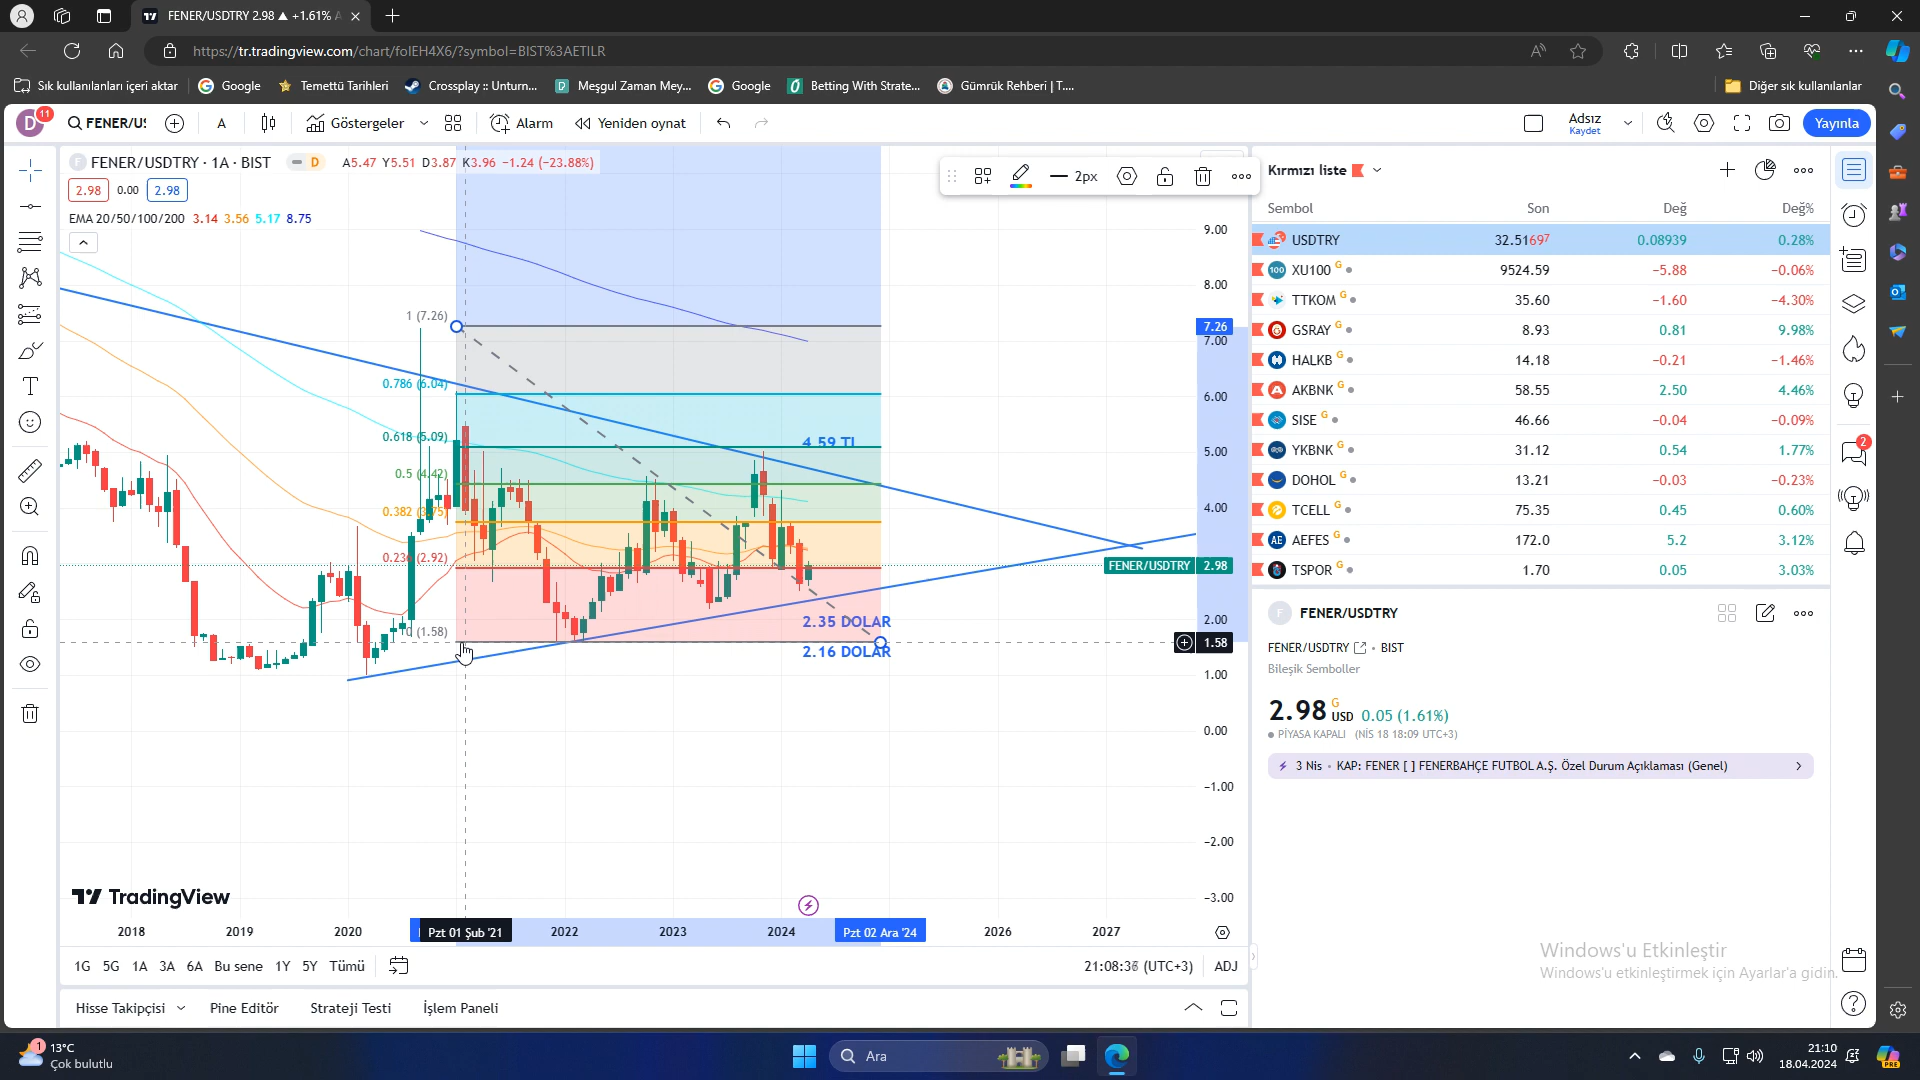 FENER/USDTRY 2.98 ▲ +1.61% A
https://tr.tradingview.com/chart/folEH4X6/?symbol=BIST%3AETILR
Sık kullanılanları içeri aktar
Google
Temettü Tarihleri
Crossplay :: Unturn...
Meşgul Zaman Mey...
Google
Betting With Strate...
Gümrük Rehberi | T....
Diğer sık kullanılanlar
D 11
FENER/US
A
Göstergeler
Alarm
Yeniden oynat
Adsız
Kaydet
Yayınla
F FENER/USDTRY · 1A · BIST D A5.47 Y5.51 D3.87 K3.96 −1.24 (−23.88%)
2.98 0.00 2.98
EMA 20/50/100/200 3.14 3.56 5.17 8.75
2px
1 (7.26)
0.786 (6.04)
0.618 (5.09)
0.5 (4.42)
0.382 (3.75)
0.236 (2.92)
0 (1.58)
4.59 TL
2.35 DOLAR
2.16 DOLAR
9.00
8.00
7.26
7.00
6.00
5.00
4.00
FENER/USDTRY 2.98
2.00
1.58
1.00
0.00
−1.00
−2.00
−3.00
TradingView
2018 2019 2020 Pzt 01 Şub '21 2022 2023 2024 Pzt 02 Ara '24 2026 2027
1G 5G 1A 3A 6A Bu sene 1Y 5Y Tümü
(UTC+3) ADJ
Hisse Takipçisi Pine Editör Strateji Testi İşlem Paneli
Kırmızı liste
Sembol Son Değ Değ%
USDTRY 32.51697 0.08939 0.28%
100 XU100 G 9524.59 −5.88 −0.06%
TTKOM G 35.60 −1.60 −4.30%
GSRAY G 8.93 0.81 9.98%
HALKB G 14.18 −0.21 −1.46%
AKBNK G 58.55 2.50 4.46%
SISE G 46.66 −0.04 −0.09%
YKBNK G 31.12 0.54 1.77%
DOHOL G 13.21 −0.03 −0.23%
TCELL G 75.35 0.45 0.60%
AE AEFES G 172.0 5.2 3.12%
TSPOR G 1.70 0.05 3.03%
F FENER/USDTRY
FENER/USDTRY · BIST
Bileşik Semboller
2.98 G USD 0.05 (1.61%)
PİYASA KAPALI (NİS 18 18:09 UTC+3)
3 Nis · KAP: FENER [ ] FENERBAHÇE FUTBOL A.Ş. Özel Durum Açıklaması (Genel)
2
Windows'u Etkinleştir
Windows'u etkinleştirmek için Ayarlar'a gidin.
1
13°C
Çok bulutlu
Ara
21:10
18.04.2024
PRE